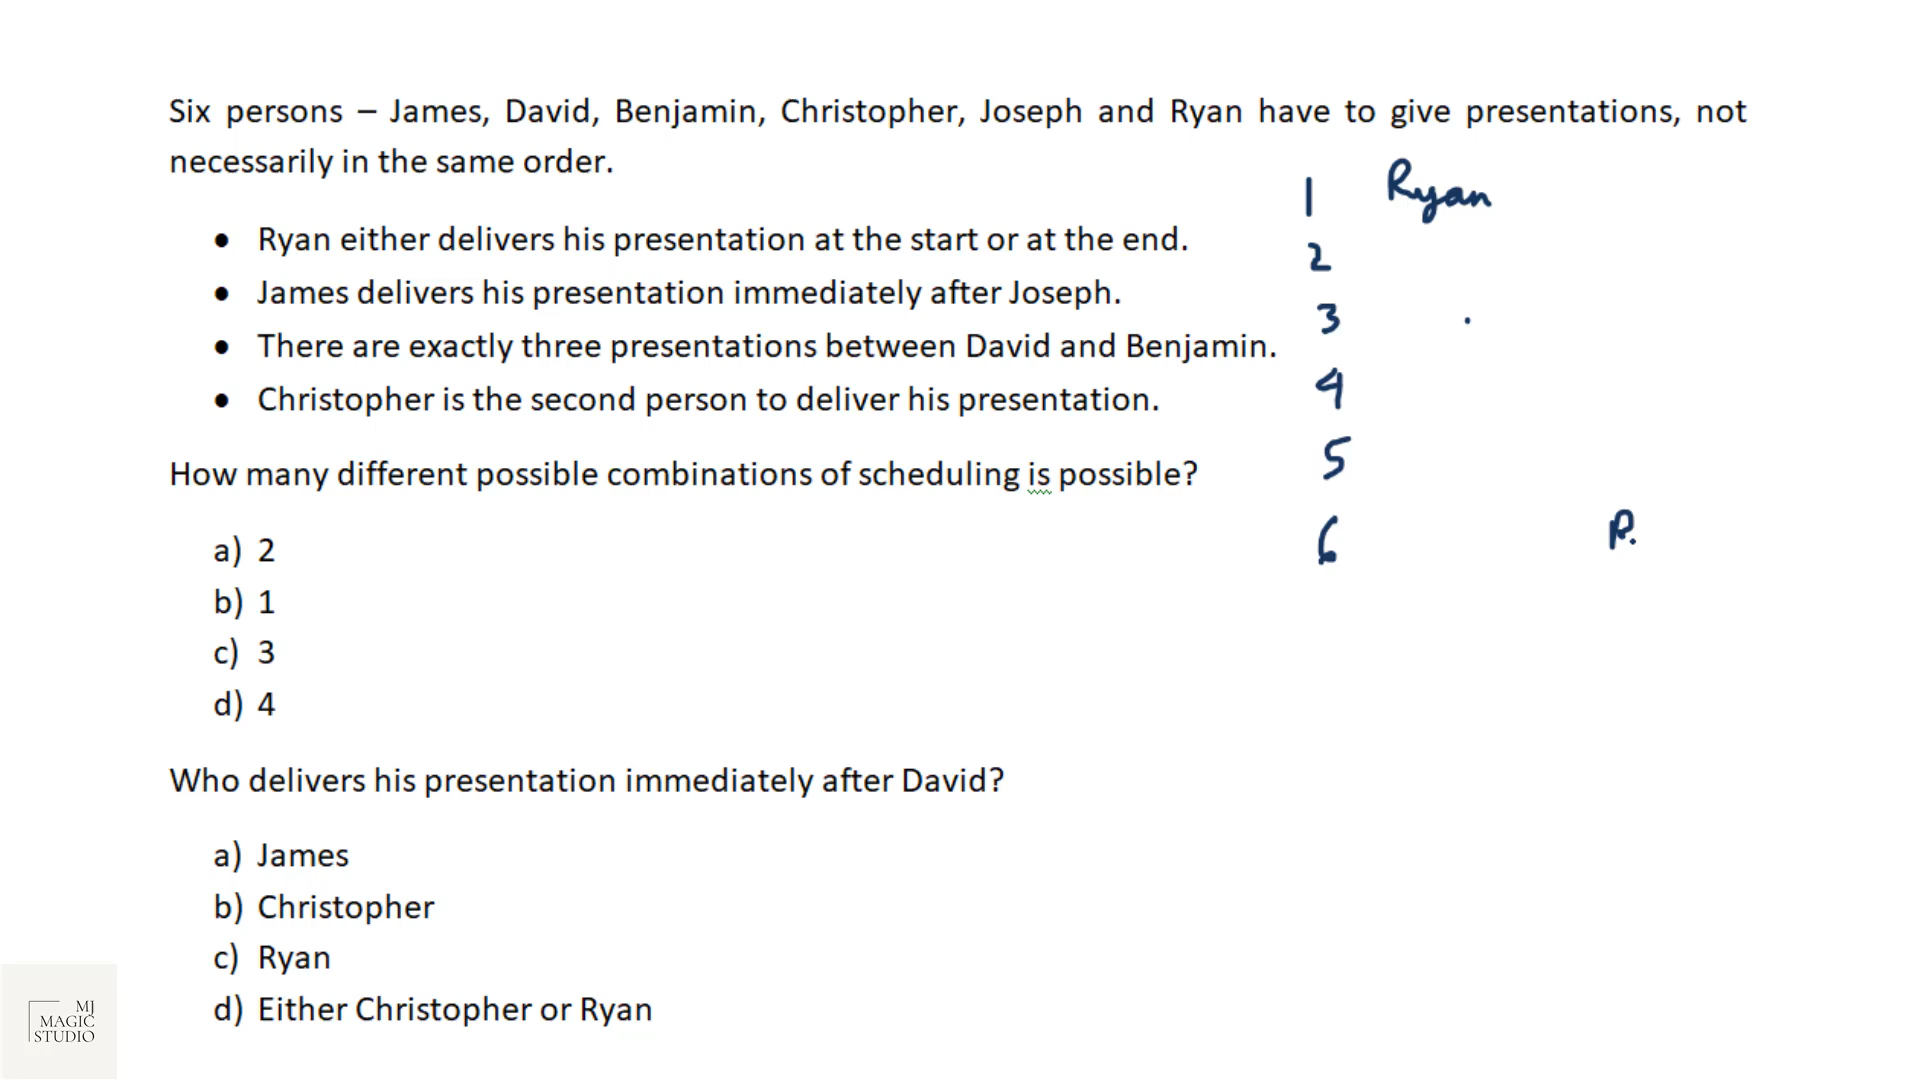 Six persons – James, David, Benjamin, Christopher, Joseph and Ryan have to give presentations, not
necessarily in the same order.
1 Ryan
• Ryan either delivers his presentation at the start or at the end.
2
• James delivers his presentation immediately after Joseph.
3
• There are exactly three presentations between David and Benjamin.
4
• Christopher is the second person to deliver his presentation.
5
How many different possible combinations of scheduling is possible?
6 R.
a) 2
b) 1
c) 3
d) 4
Who delivers his presentation immediately after David?
a) James
b) Christopher
c) Ryan
d) Either Christopher or Ryan
MJ
MAGIC
STUDIO